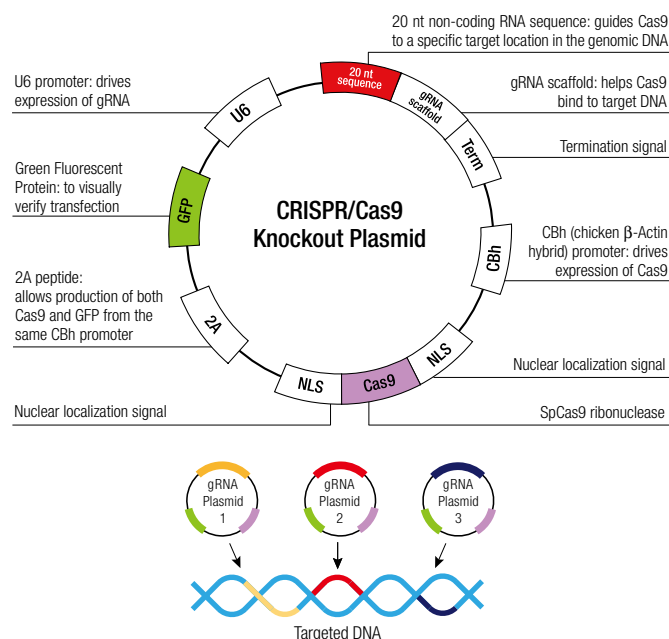 20 nt non-coding RNA sequence: guides Cas9
to a specific target location in the genomic DNA
U6 promoter: drives
expression of gRNA
20 nt
sequence
gRNA
scaffold
gRNA scaffold: helps Cas9
bind to target DNA
U6
Term
Termination signal
Green Fluorescent
Protein: to visually
verify transfection
GFP
CRISPR/Cas9
Knockout Plasmid
CBh
CBh (chicken β-Actin
hybrid) promoter: drives
expression of Cas9
2A peptide:
allows production of both
Cas9 and GFP from the
same CBh promoter
2A
NLS
Cas9
NLS
Nuclear localization signal
Nuclear localization signal
SpCas9 ribonuclease
gRNA
Plasmid
1
gRNA
Plasmid
2
gRNA
Plasmid
3
Targeted DNA